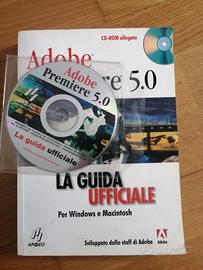 CD-ROM allegato
Adobe
Premiere 5.0
Adobe
Premiere 5.0
La guida
ufficiale
LA GUIDA
UFFICIALE
Per Windows e Macintosh
APOGEO
Sviluppato dallo staff di Adobe
Adobe